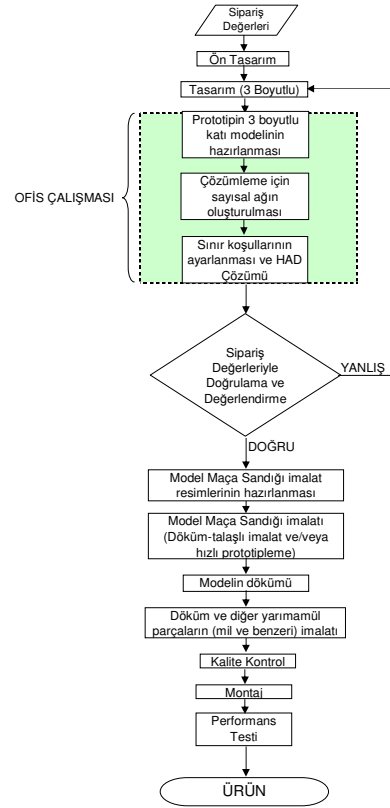 Sipariş
Değerleri
Ön Tasarım
Tasarım (3 Boyutlu)
Prototipin 3 boyutlu
katı modelinin
hazırlanması
OFİS ÇALIŞMASI
Çözümleme için
sayısal ağın
oluşturulması
Sınır koşullarının
ayarlanması ve HAD
Çözümü
Sipariş
Değerleriyle
Doğrulama ve
Değerlendirme
YANLIŞ
DOĞRU
Model Maça Sandığı imalat
resimlerinin hazırlanması
Model Maça Sandığı imalatı
(Döküm-talaşlı imalat ve/veya
hızlı prototipleme)
Modelin dökümü
Döküm ve diğer yarımamül
parçaların (mil ve benzeri) imalatı
Kalite Kontrol
Montaj
Performans
Testi
ÜRÜN